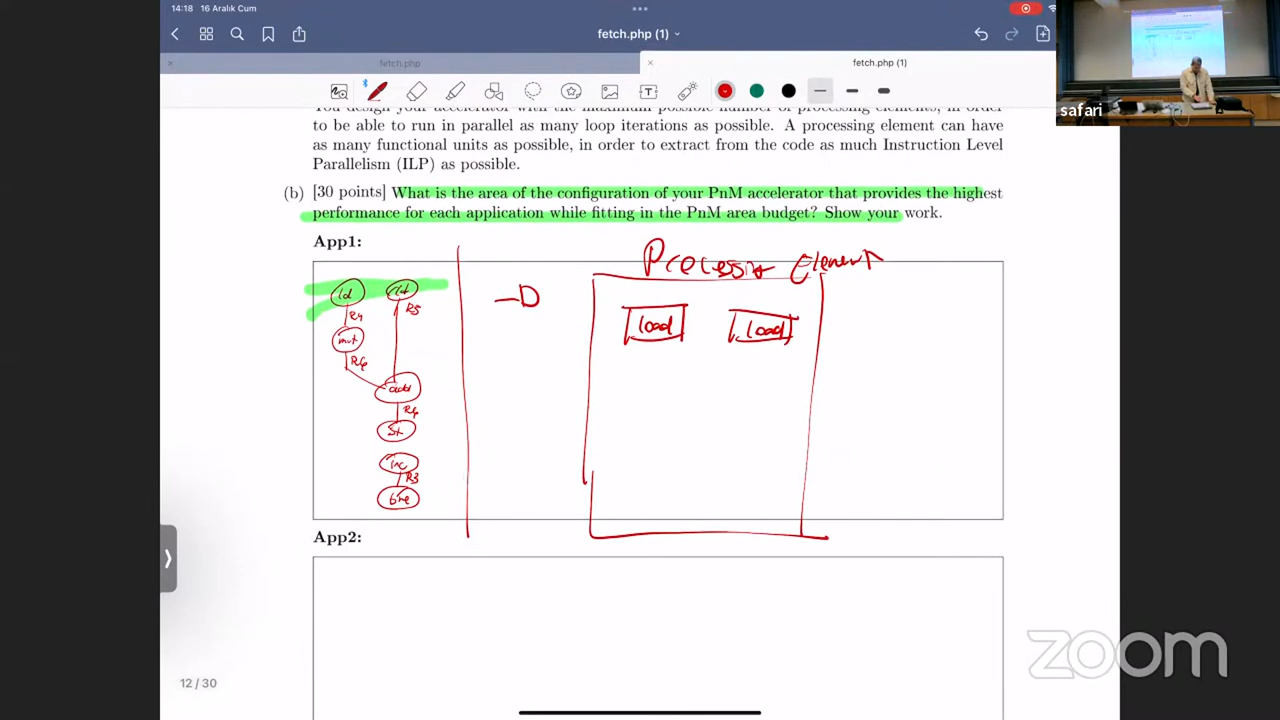 14:18 16 Aralık Cum
fetch.php (1)
fetch.php
fetch.php (1)
safari
to be able to run in parallel as many loop iterations as possible. A processing element can have
as many functional units as possible, in order to extract from the code as much Instruction Level
Parallelism (ILP) as possible.
(b) [30 points] What is the area of the configuration of your PnM accelerator that provides the highest
performance for each application while fitting in the PnM area budget? Show your work.
App1:
Processing Element
ld ld
R4 R5
mult
R6
add
R6
St
inc
R3
bne
load load
App2:
zoom
12 / 30